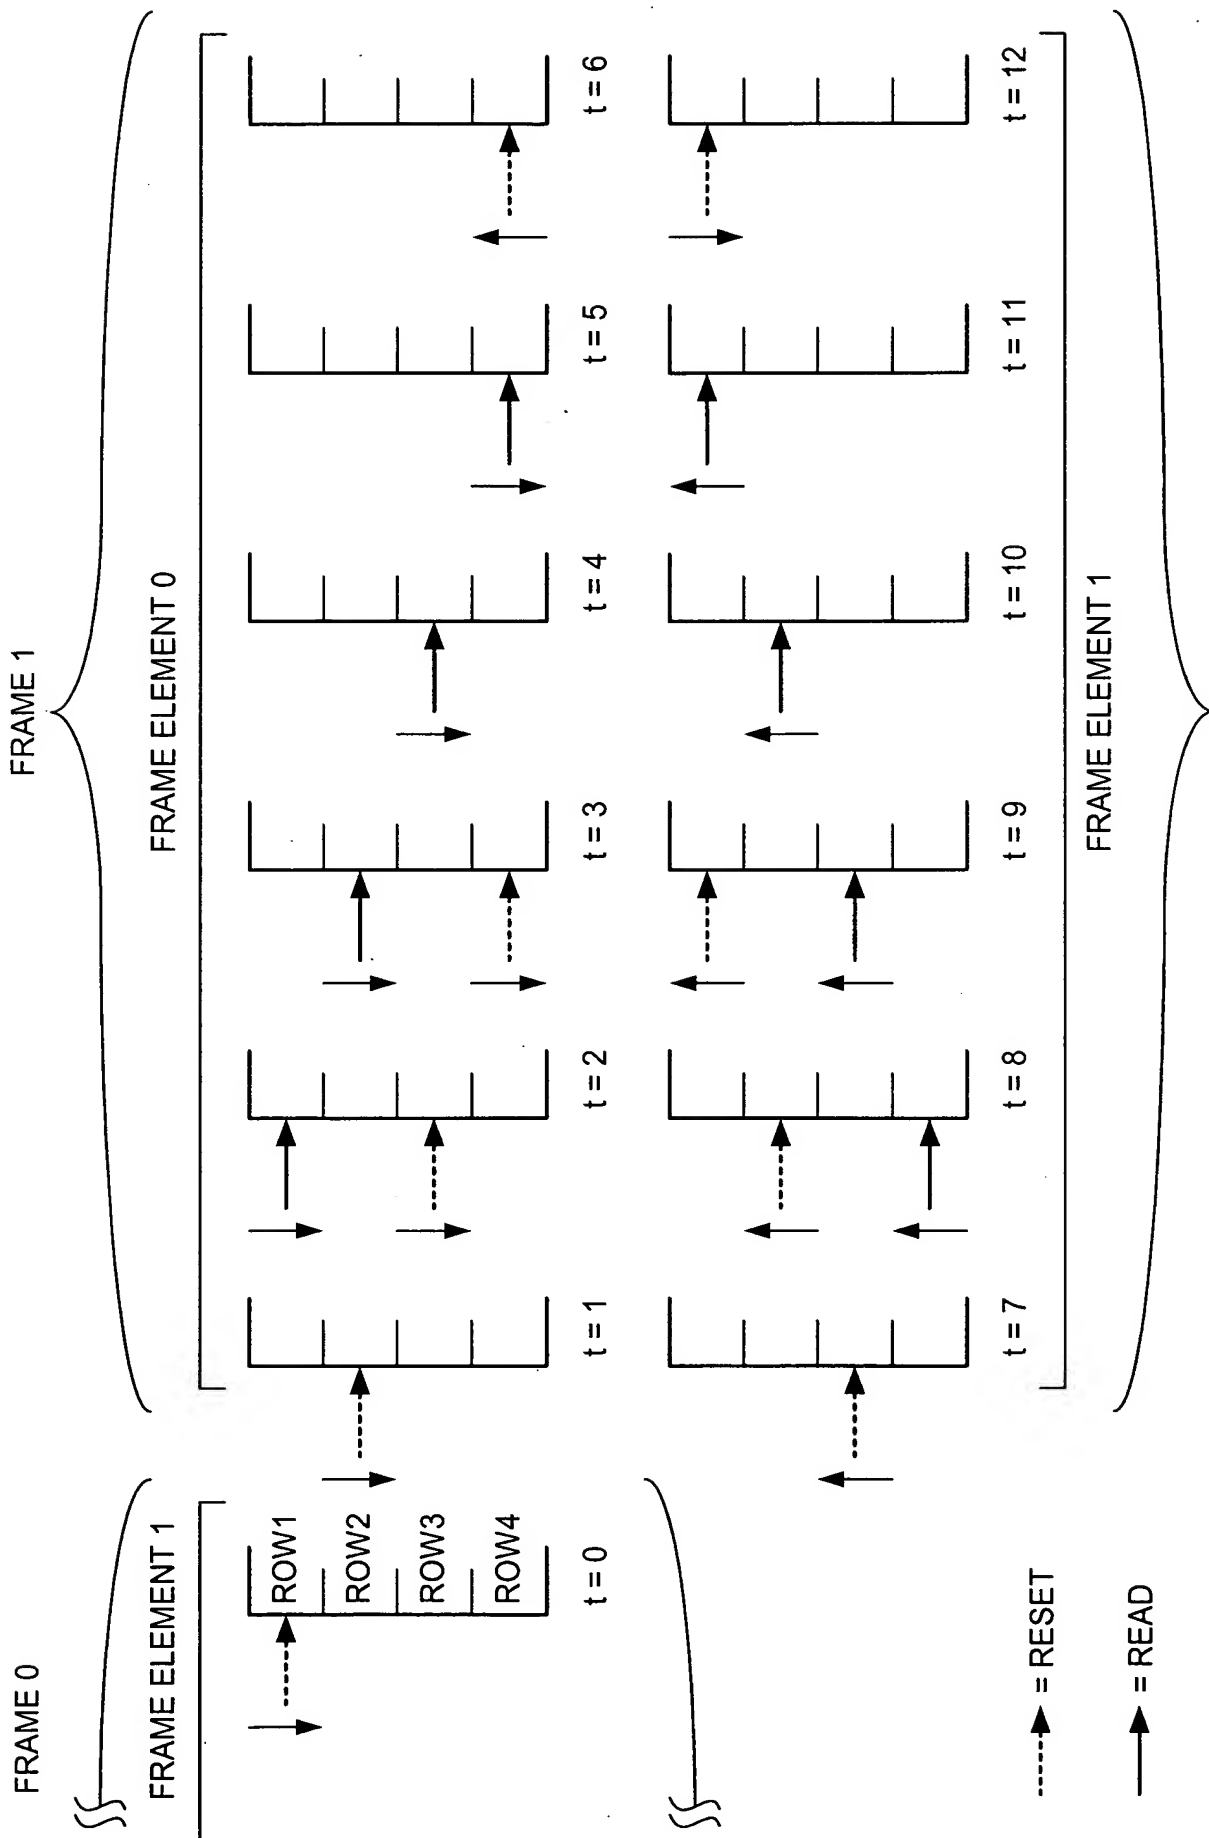 FRAME 0
FRAME 1
FRAME ELEMENT 1
FRAME ELEMENT 0
ROW1
ROW2
ROW3
ROW4
t = 0
t = 1
t = 2
t = 3
t = 4
t = 5
t = 6
t = 7
t = 8
t = 9
t = 10
t = 11
t = 12
FRAME ELEMENT 1
= RESET
= READ